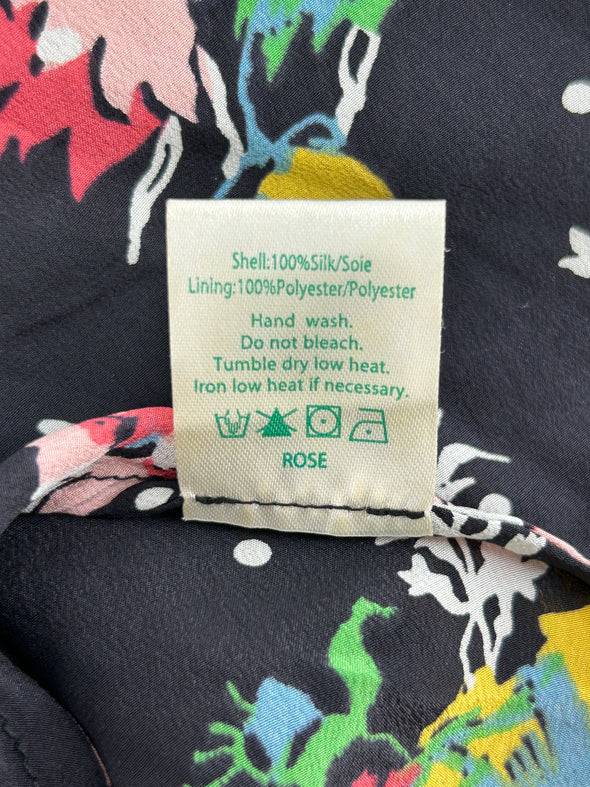 Shell:100%Silk/Soie
Lining:100%Polyester/Polyester
Hand wash.
Do not bleach.
Tumble dry low heat.
Iron low heat if necessary.
ROSE